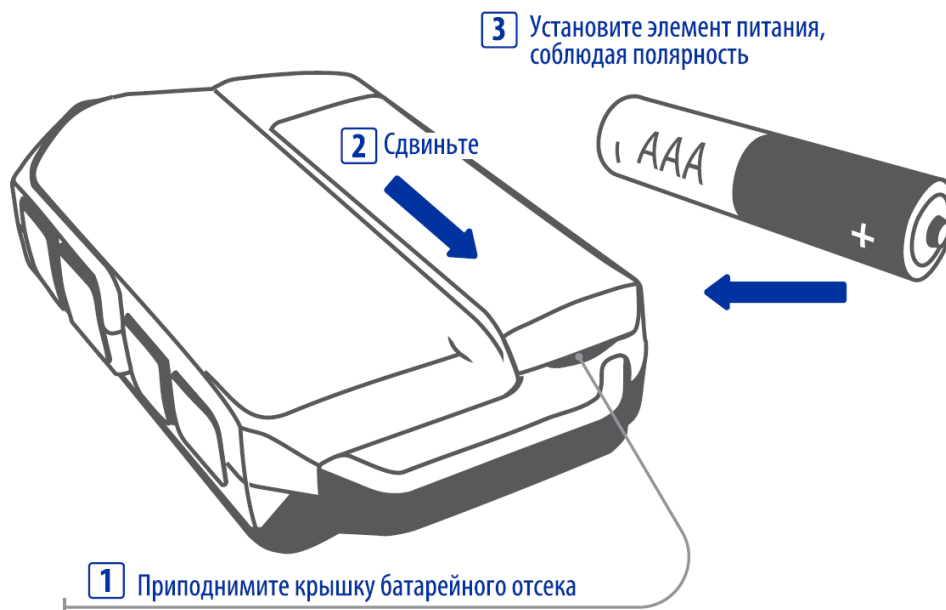 3 Установите элемент питания,
соблюдая полярность
2 Сдвиньте
AAA
+
1 Приподнимите крышку батарейного отсека